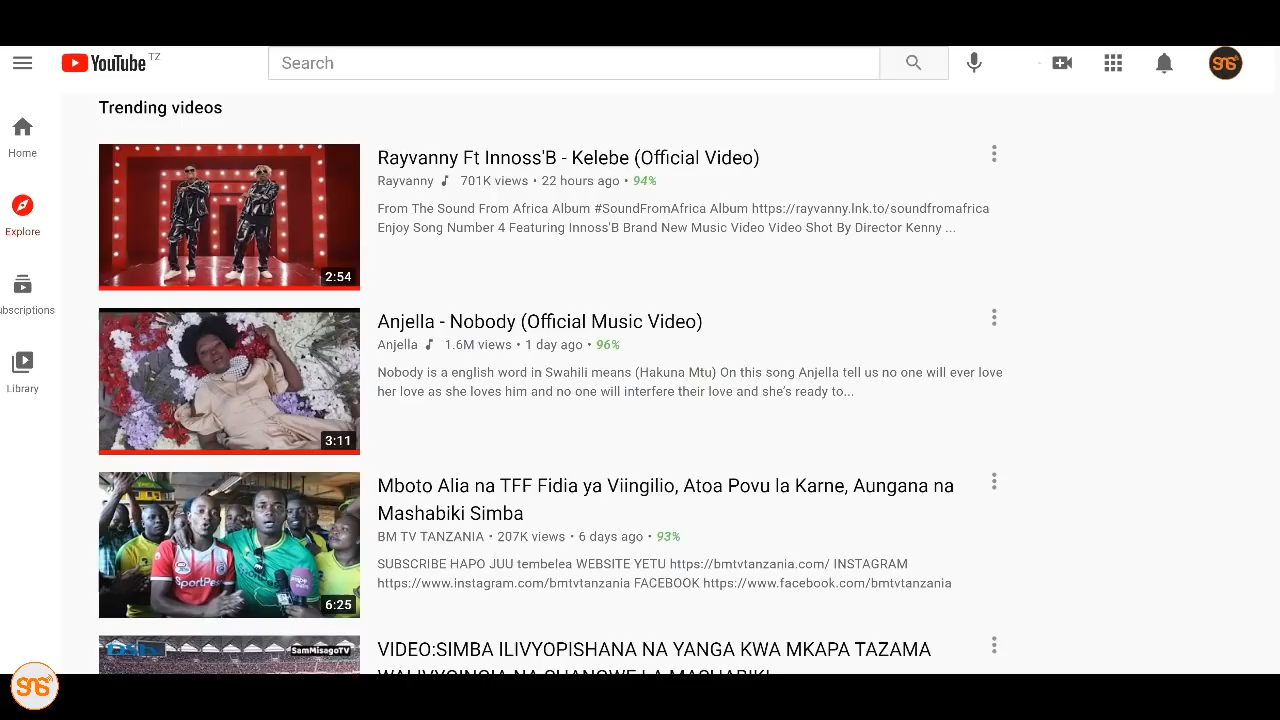 YouTube TZ
Search
SnS
Trending videos
Home
Explore
ubscriptions
Library
Rayvanny Ft Innoss'B - Kelebe (Official Video)
Rayvanny 701K views • 22 hours ago • 94%
From The Sound From Africa Album #SoundFromAfrica Album https://rayvanny.lnk.to/soundfromafrica
Enjoy Song Number 4 Featuring Innoss'B Brand New Music Video Video Shot By Director Kenny ...
2:54
Anjella - Nobody (Official Music Video)
Anjella 1.6M views • 1 day ago • 96%
Nobody is a english word in Swahili means (Hakuna Mtu) On this song Anjella tell us no one will ever love
her love as she loves him and no one will interfere their love and she's ready to...
3:11
Mboto Alia na TFF Fidia ya Viingilio, Atoa Povu la Karne, Aungana na
Mashabiki Simba
BM TV TANZANIA • 207K views • 6 days ago • 93%
SUBSCRIBE HAPO JUU tembelea WEBSITE YETU https://bmtvtanzania.com/ INSTAGRAM
https://www.instagram.com/bmtvtanzania FACEBOOK https://www.facebook.com/bmtvtanzania
SportPesa
6:25
SamMisagoTV
VIDEO:SIMBA ILIVYOPISHANA NA YANGA KWA MKAPA TAZAMA
WALIVYOINGIA NA SHANGWE LA MASHABIKI
SnS